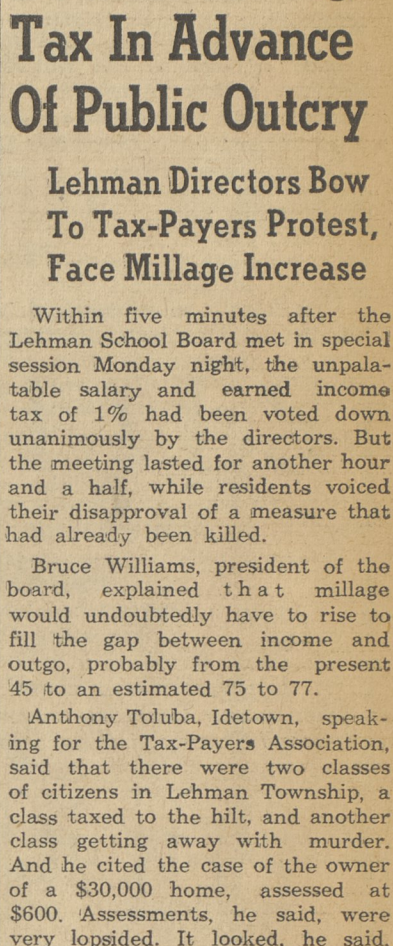 Tax In Advance
Of Public Outcry
Lehman Directors Bow
To Tax-Payers Protest,
Face Millage Increase
Within five minutes after the
Lehman School Board met in special
session Monday night, the unpala-
table salary and earned income
tax of 1% had been voted down
unanimously by the directors. But
the meeting lasted for another hour
and a half, while residents voiced
their disapproval of a measure that
had already been killed.
Bruce Williams, president of the
board, explained that millage
would undoubtedly have to rise to
fill the gap between income and
outgo, probably from the present
45 to an estimated 75 to 77.
Anthony Toluba, Idetown, speak-
ing for the Tax-Payers Association,
said that there were two classes
of citizens in Lehman Township, a
class taxed to the hilt, and another
class getting away with murder.
And he cited the case of the owner
of a $30,000 home, assessed at
$600. Assessments, he said, were
very lopsided. It looked, he said,